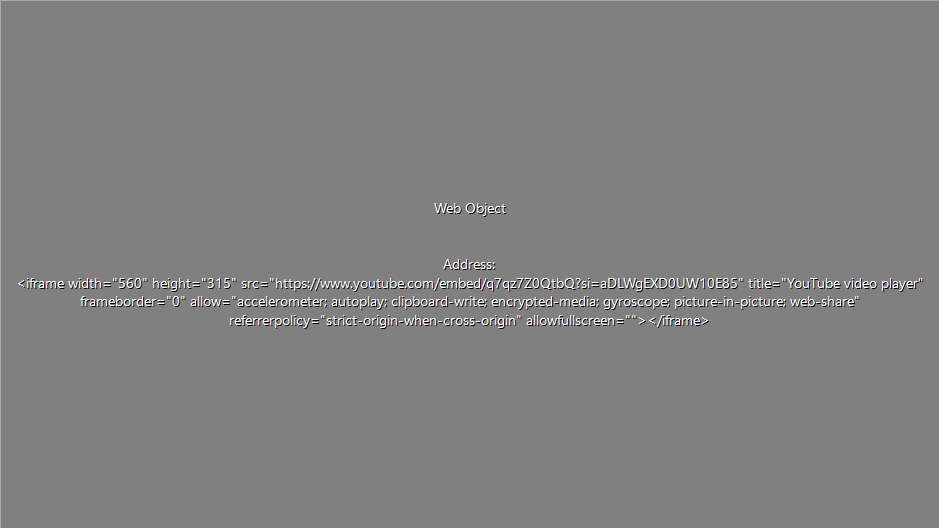 Web Object
Address:
<iframe width="560" height="315" src="https://www.youtube.com/embed/q7qz7Z0QtbQ?si=aDLWgEXD0UW10E85" title="YouTube video player"
frameborder="0" allow="accelerometer; autoplay; clipboard-write; encrypted-media; gyroscope; picture-in-picture; web-share"
referrerpolicy="strict-origin-when-cross-origin" allowfullscreen=""></iframe>